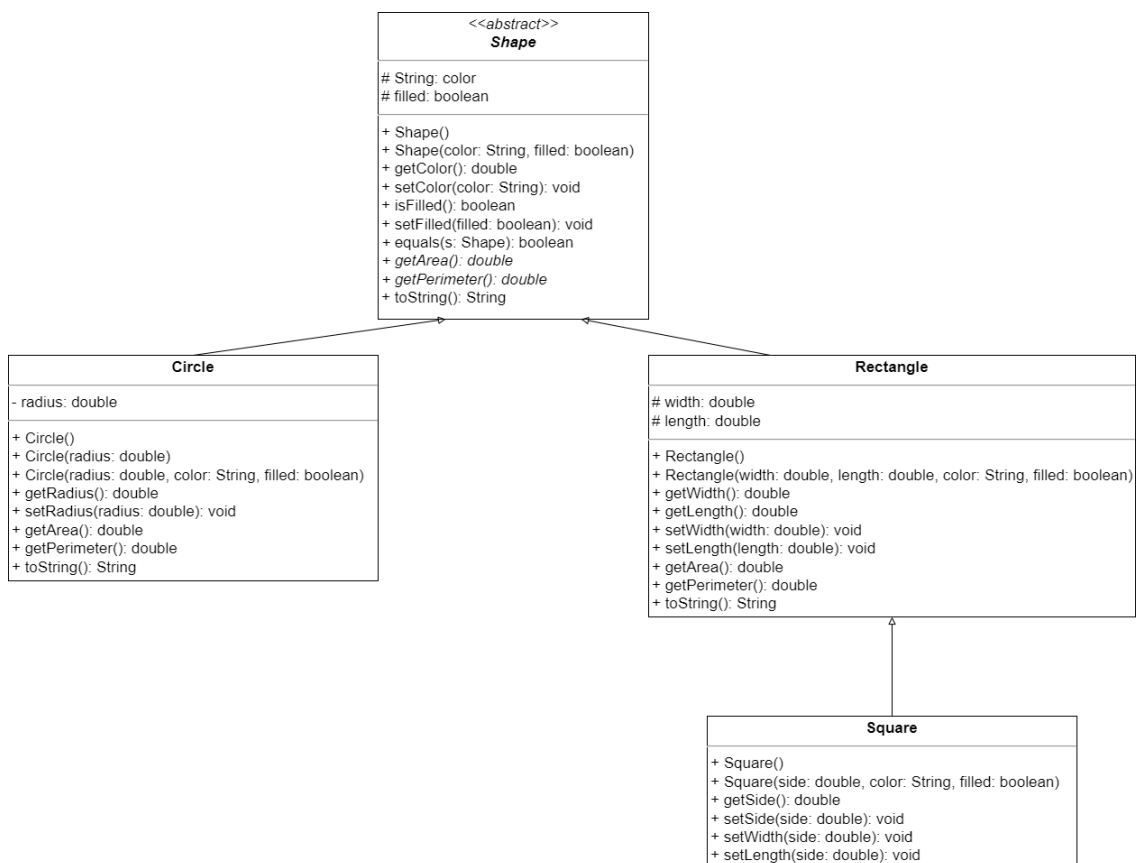 <<abstract>>
Shape
# String: color
# filled: boolean
+ Shape()
+ Shape(color: String, filled: boolean)
+ getColor(): double
+ setColor(color: String): void
+ isFilled(): boolean
+ setFilled(filled: boolean): void
+ equals(s: Shape): boolean
+ getArea(): double
+ getPerimeter(): double
+ toString(): String
Circle
- radius: double
+ Circle()
+ Circle(radius: double)
+ Circle(radius: double, color: String, filled: boolean)
+ getRadius(): double
+ setRadius(radius: double): void
+ getArea(): double
+ getPerimeter(): double
+ toString(): String
Rectangle
# width: double
# length: double
+ Rectangle()
+ Rectangle(width: double, length: double, color: String, filled: boolean)
+ getWidth(): double
+ getLength(): double
+ setWidth(width: double): void
+ setLength(length: double): void
+ getArea(): double
+ getPerimeter(): double
+ toString(): String
Square
+ Square()
+ Square(side: double, color: String, filled: boolean)
+ getSide(): double
+ setSide(side: double): void
+ setWidth(side: double): void
+ setLength(side: double): void